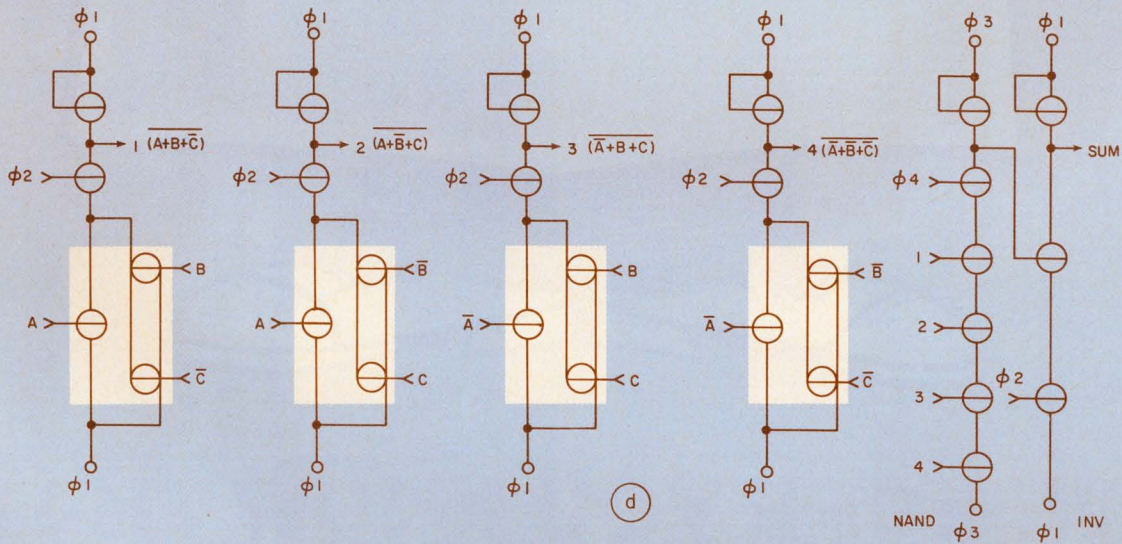 φ1 φ1 φ1 φ1 φ3 φ1
1 (A+B+C̅)̅ 2 (A+B̅+C)̅ 3 (A̅+B+C)̅ 4 (A̅+B̅+C̅)̅ SUM
φ2 φ2 φ2 φ2 φ4
1
B B̅ B B̅
A A A̅ A̅ 2
C̅ C C C̅ 3 φ2
4
φ1 φ1 φ1 φ1
d
NAND φ3 φ1 INV